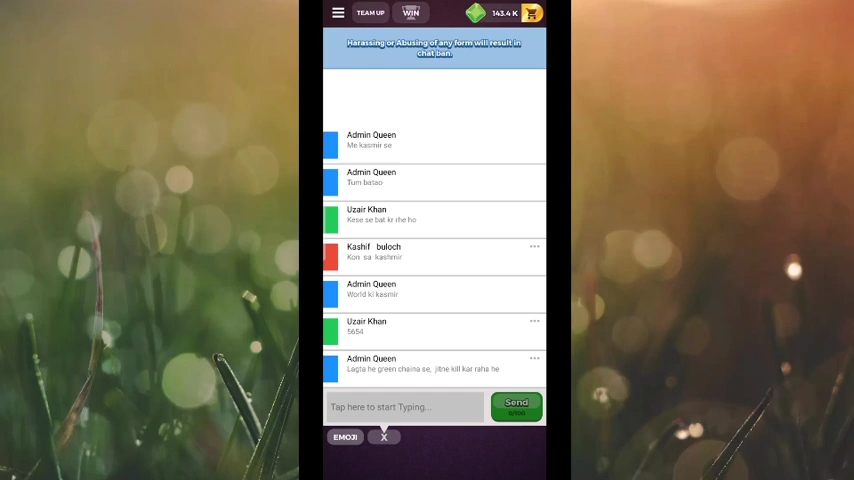 TEAM UP
WIN
143.4 K
Harassing or Abusing of any form will result in
chat ban.
Admin Queen
Me kasmir se
Admin Queen
Tum batao
Uzair Khan
Kese se bat kr rhe ho
Kashif buloch
Kon sa kashmir
Admin Queen
World ki kasmir
Uzair Khan
5654
Admin Queen
Lagta he green chaina se, jitne kill kar raha he
Tap here to start Typing...
Send
0/100
EMOJI
X